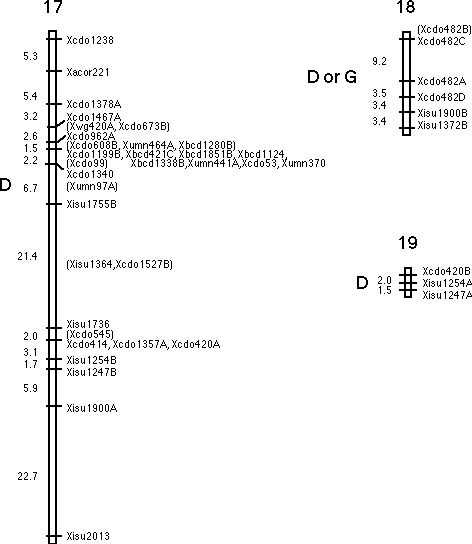 17
Xcdo1238
5.3
Xacor221
5.4
Xcdo1378A
3.2
Xcdo1467A
(Xwg420A, Xcdo673B)
2.6
Xcdo962A
1.5
(Xcdo608B, Xumn464A, Xbcd1280B)
Xcdo1199B, Xbcd421C, Xbcd1851B, Xbcd1124,
2.2
(Xcdo99) Xbcd1338B, Xumn441A, Xcdo53, Xumn370
Xcdo1340
D
6.7
(Xumn97A)
Xisu1755B
21.4
(Xisu1364, Xcdo1527B)
Xisu1736
2.0
(Xcdo545)
Xcdo414, Xcdo1357A, Xcdo420A
3.1
Xisu1254B
1.7
Xisu1247B
5.9
Xisu1900A
22.7
Xisu2013
18
(Xcdo482B)
Xcdo482C
9.2
D or G
Xcdo482A
3.5
Xcdo482D
3.4
Xisu1900B
3.4
Xisu1372B
19
Xcdo420B
D
2.0
Xisu1254A
1.5
Xisu1247A